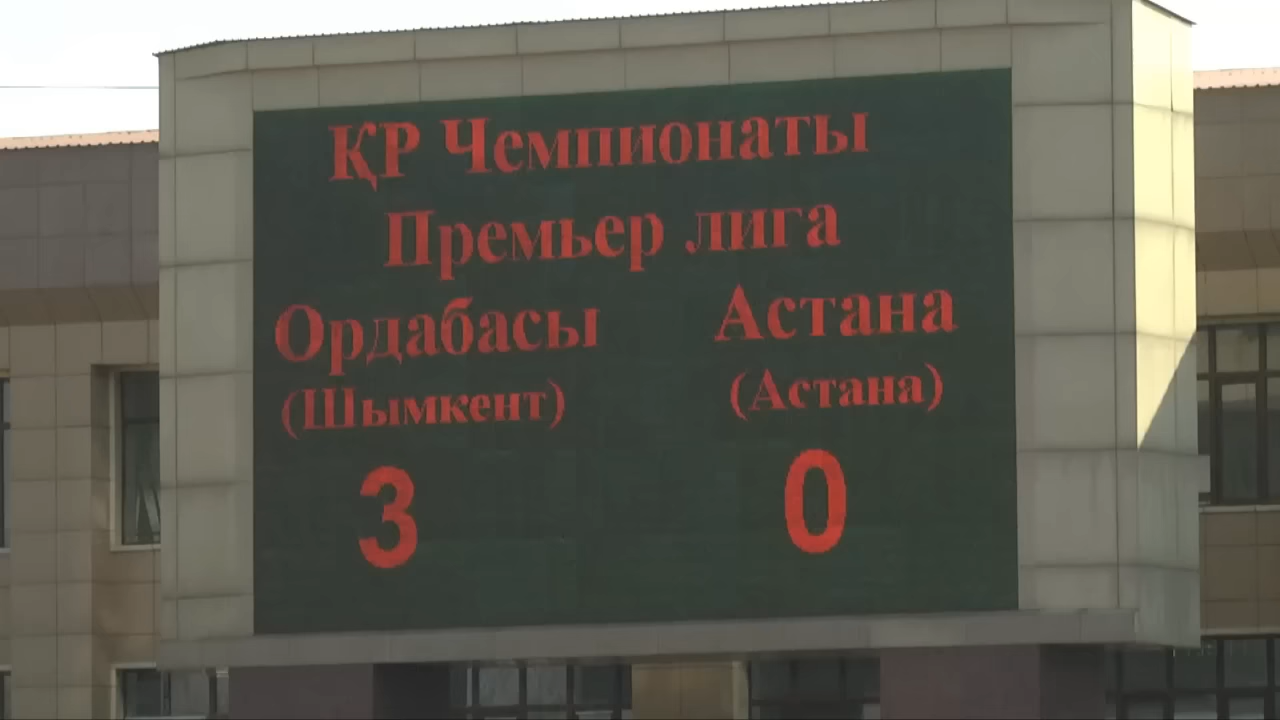 ҚР Чемпионаты
Премьер лига
Ордабасы Астана
(Шымкент) (Астана)
3 0